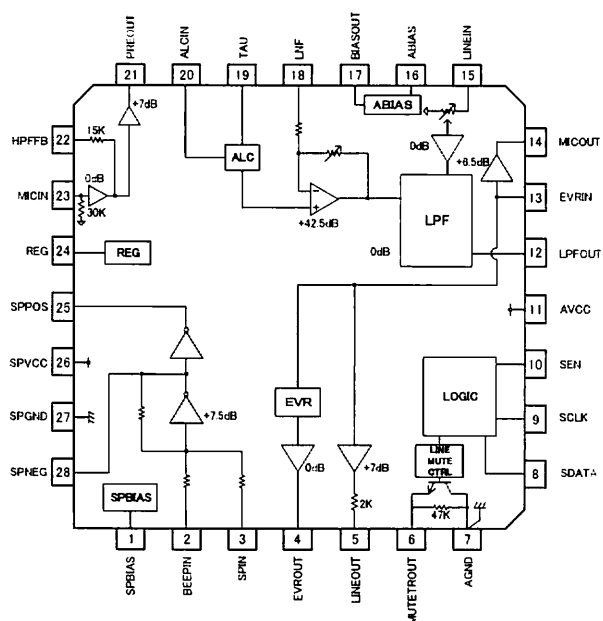 PREOUT
ALCIN
TAU
LNF
BIASOUT
ABIAS
LINEIN
21
20
19
18
17
16
15
+7dB
ABIAS
HPFFB
22
15K
0dB
14
MICOUT
ALC
+6.5dB
0dB
MICIN
23
30K
−
+
+42.5dB
LPF
13
EVRIN
REG
24
REG
0dB
12
LPFOUT
SPPOS
25
11
AVCC
SPVCC
26
10
SEN
LOGIC
SPGND
27
EVR
9
SCLK
+7.5dB
LINE
MUTE
CTRL
SPNEG
28
8
SDATA
SPBIAS
0dB
+7dB
2K
47K
1
2
3
4
5
6
7
SPBIAS
BEEPIN
SPIN
EVROUT
LINEOUT
MUTETROUT
AGND